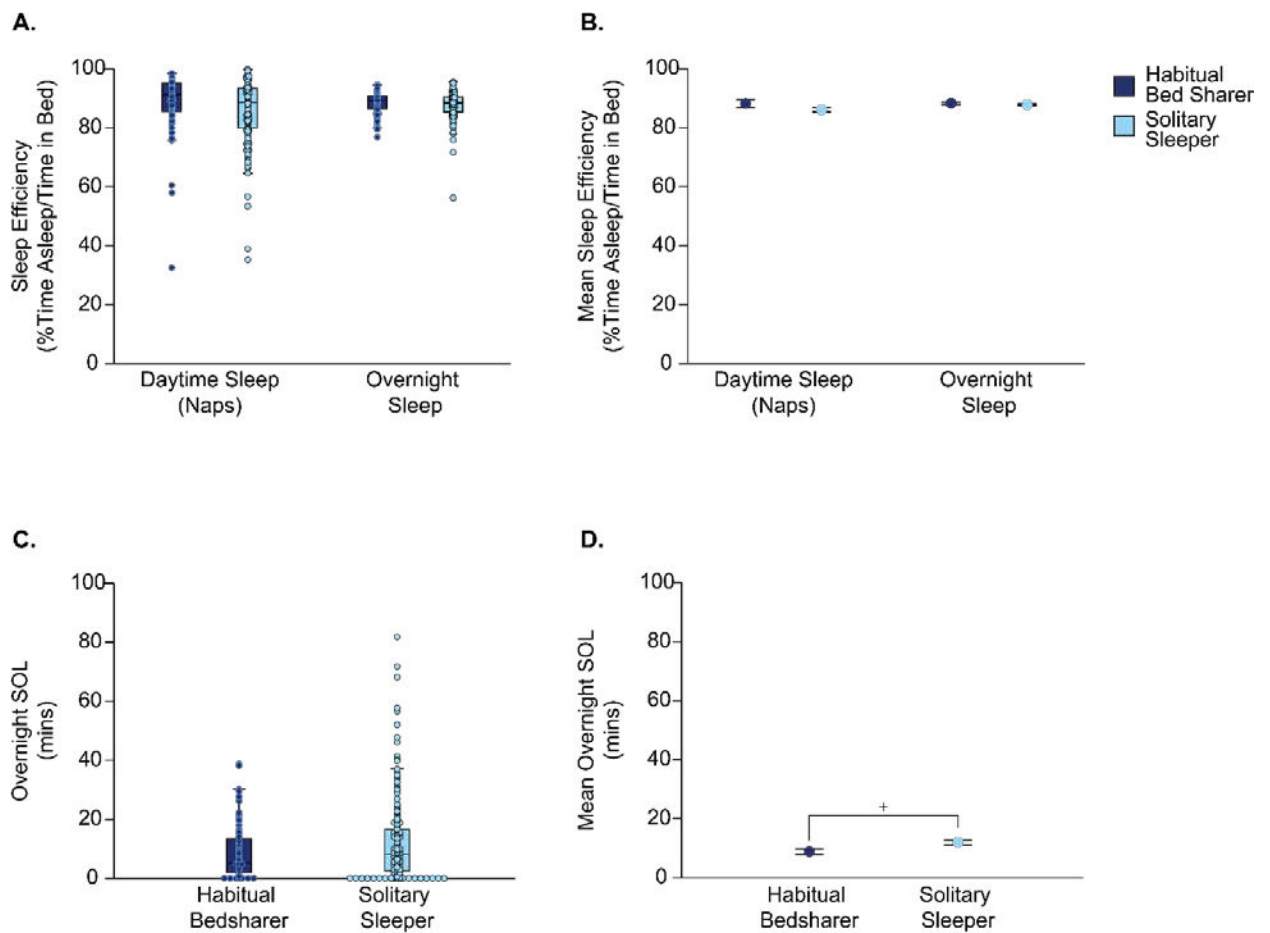 A.
Sleep Efficiency
(%Time Asleep/Time in Bed)
100
80
60
40
20
0
Daytime Sleep
(Naps)
Overnight
Sleep
B.
Mean Sleep Efficiency
(%Time Asleep/Time in Bed)
100
80
60
40
20
0
Daytime Sleep
(Naps)
Overnight
Sleep
Habitual
Bed Sharer
Solitary
Sleeper
C.
Overnight SOL
(mins)
100
80
60
40
20
0
Habitual
Bedsharer
Solitary
Sleeper
D.
Mean Overnight SOL
(mins)
100
80
60
40
20
0
+
Habitual
Bedsharer
Solitary
Sleeper